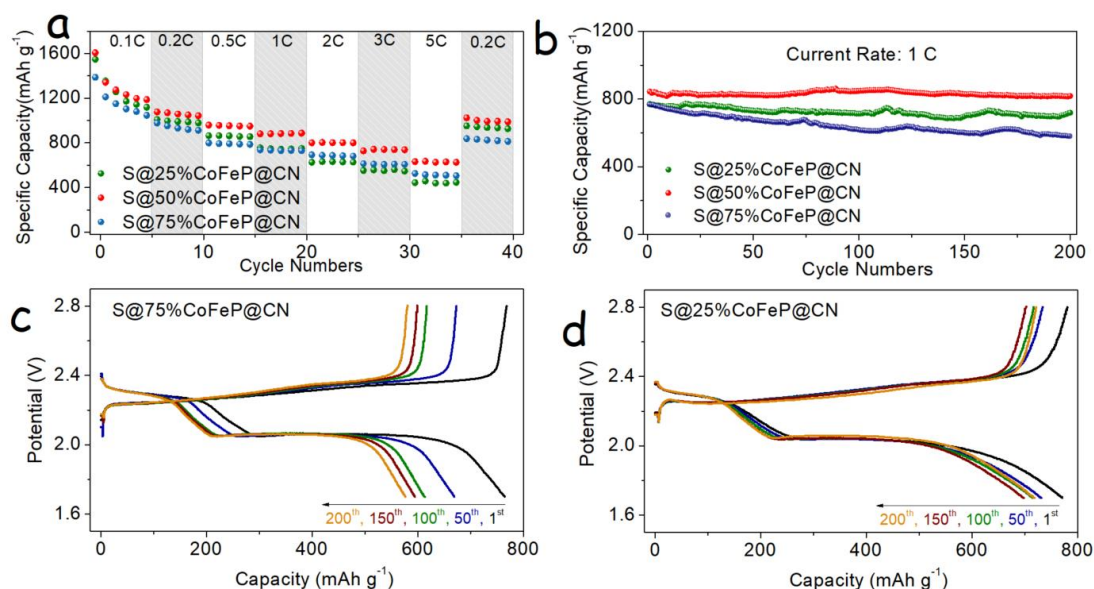 a
0.1C 0.2C 0.5C 1C 2C 3C 5C 0.2C
1600
1200
800
400
0
Specific Capacity(mAh g⁻¹)
S@25%CoFeP@CN
S@50%CoFeP@CN
S@75%CoFeP@CN
0 10 20 30 40
Cycle Numbers
b
Current Rate: 1 C
1200
900
600
300
0
Specific Capacity(mAh g⁻¹)
S@25%CoFeP@CN
S@50%CoFeP@CN
S@75%CoFeP@CN
0 50 100 150 200
Cycle Numbers
c
S@75%CoFeP@CN
2.8
2.4
2.0
1.6
Potential (V)
200th, 150th, 100th, 50th, 1st
0 200 400 600 800
Capacity (mAh g⁻¹)
d
S@25%CoFeP@CN
2.8
2.4
2.0
1.6
Potential (V)
200th, 150th, 100th, 50th, 1st
0 200 400 600 800
Capacity (mAh g⁻¹)